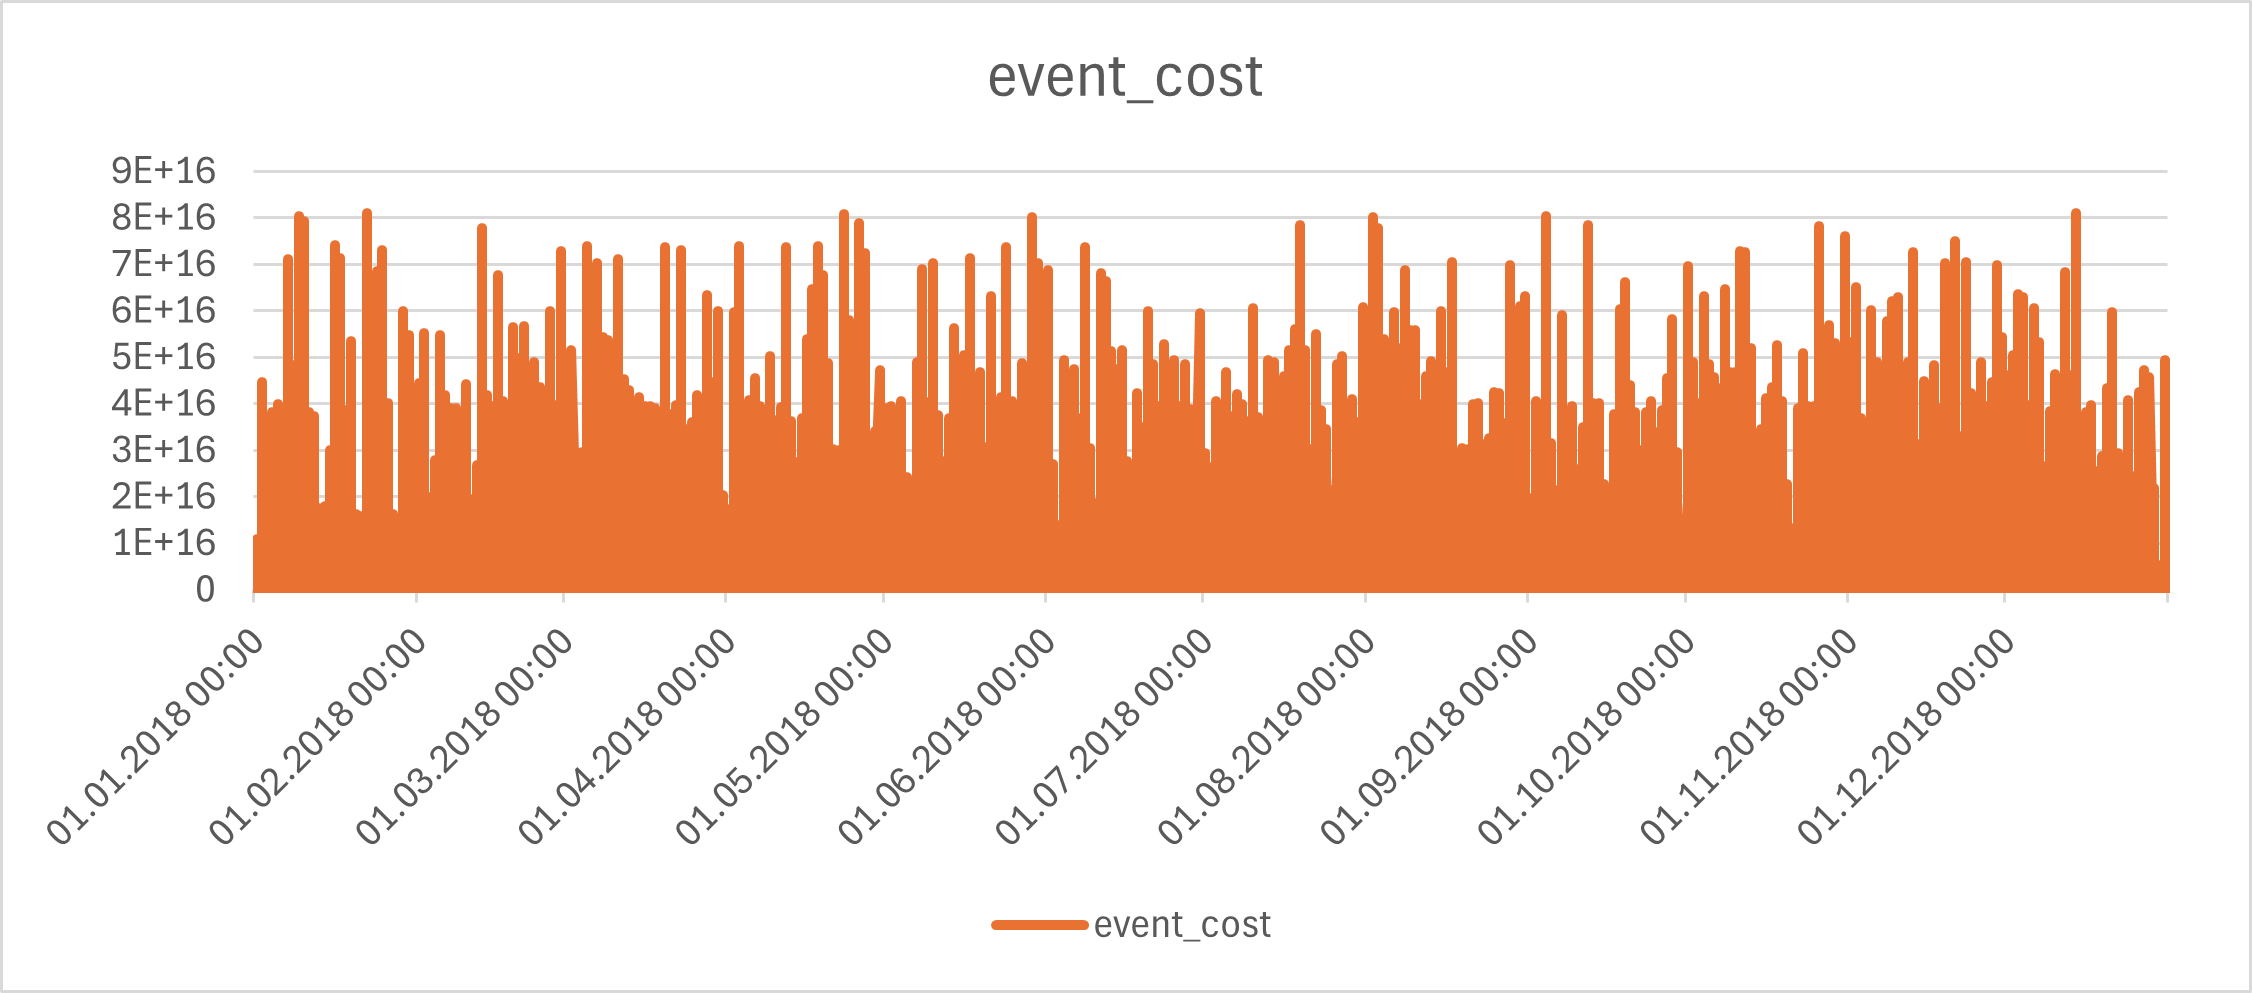 event_cost
9E+16
8E+16
7E+16
6E+16
5E+16
4E+16
3E+16
2E+16
1E+16
0
01.01.2018 00:00
01.02.2018 00:00
01.03.2018 00:00
01.04.2018 00:00
01.05.2018 00:00
01.06.2018 00:00
01.07.2018 00:00
01.08.2018 00:00
01.09.2018 00:00
01.10.2018 00:00
01.11.2018 00:00
01.12.2018 00:00
event_cost